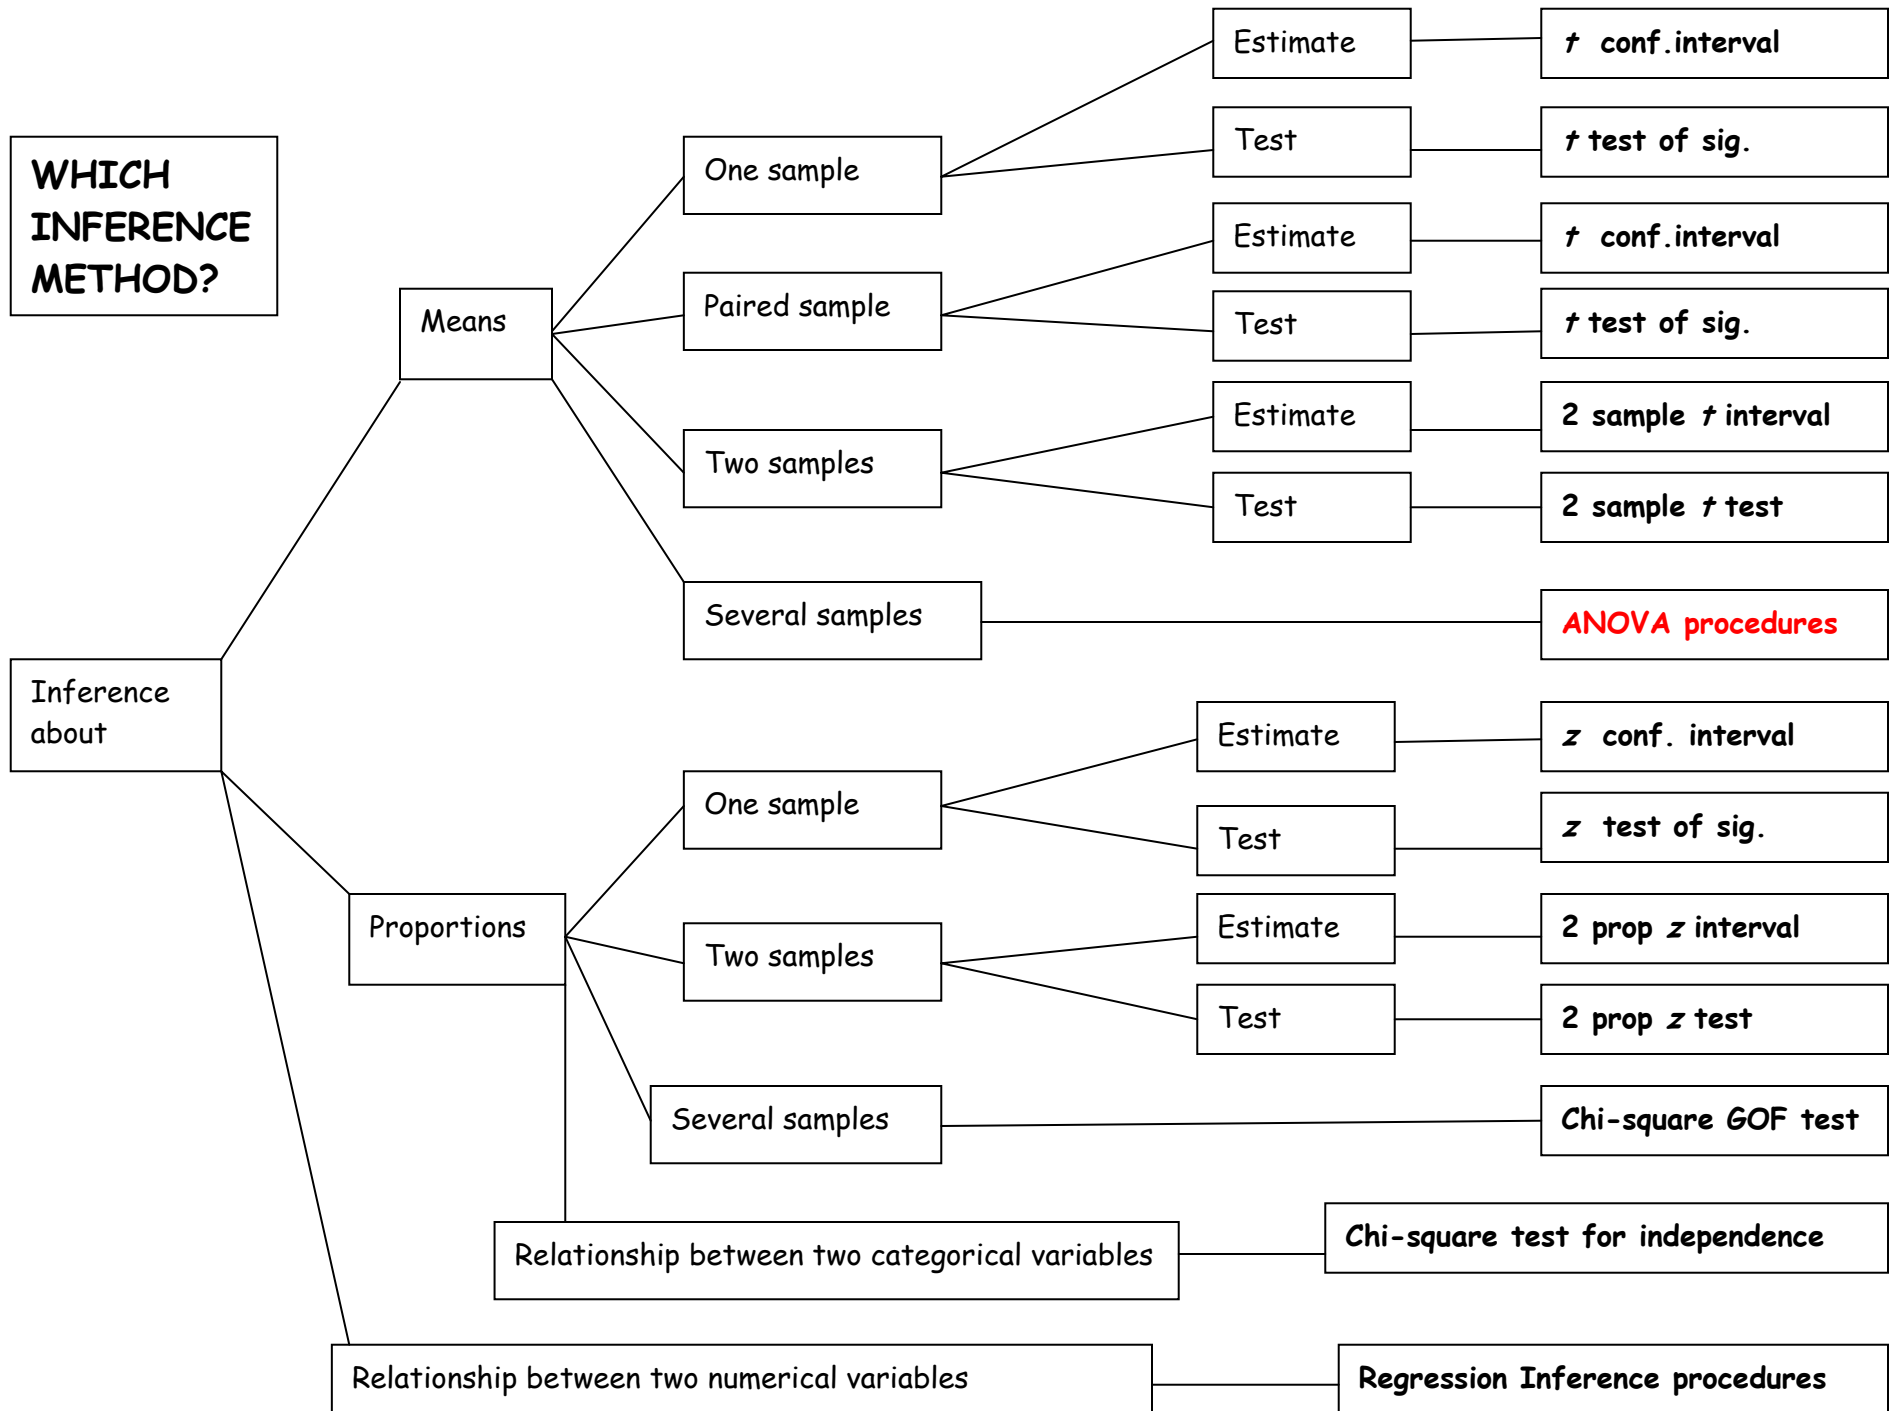 Estimate
t conf.interval
Test
t test of sig.
WHICH
INFERENCE
METHOD?
One sample
Estimate
t conf.interval
Means
Paired sample
Test
t test of sig.
Estimate
2 sample t interval
Two samples
Test
2 sample t test
Several samples
ANOVA procedures
Inference
about
Estimate
z conf. interval
One sample
Test
z test of sig.
Proportions
Estimate
2 prop z interval
Two samples
Test
2 prop z test
Several samples
Chi-square GOF test
Relationship between two categorical variables
Chi-square test for independence
Relationship between two numerical variables
Regression Inference procedures